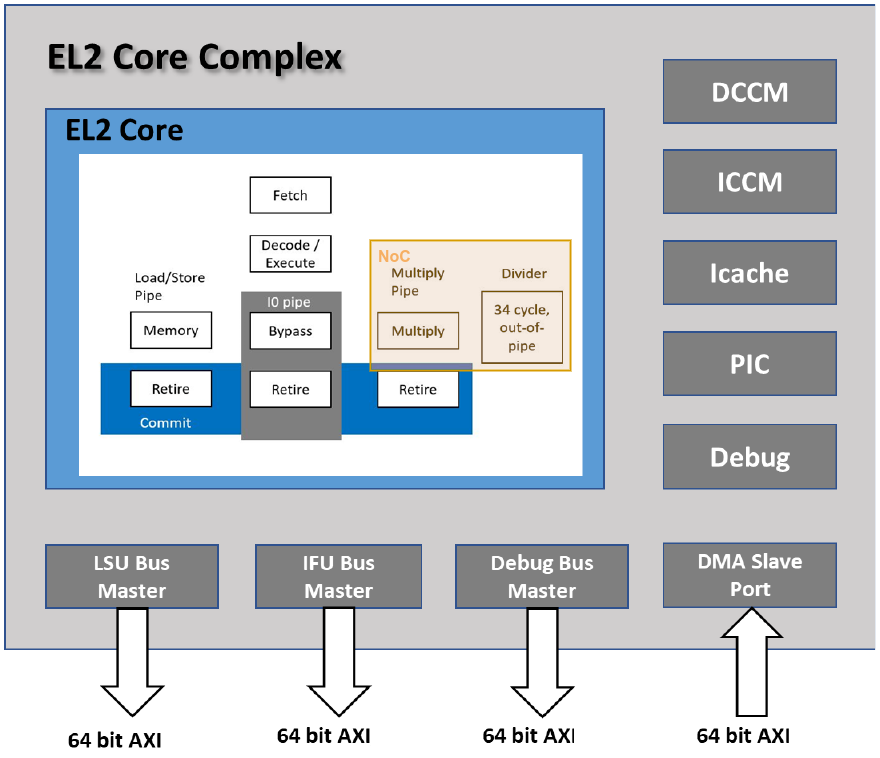 EL2 Core Complex
EL2 Core
Fetch
Decode /
Execute
Load/Store
Pipe
Memory
I0 pipe
Bypass
NoC
Multiply
Pipe
Multiply
Divider
34 cycle,
out-of-
pipe
Retire
Retire
Retire
Commit
DCCM
ICCM
Icache
PIC
Debug
LSU Bus
Master
IFU Bus
Master
Debug Bus
Master
DMA Slave
Port
64 bit AXI
64 bit AXI
64 bit AXI
64 bit AXI